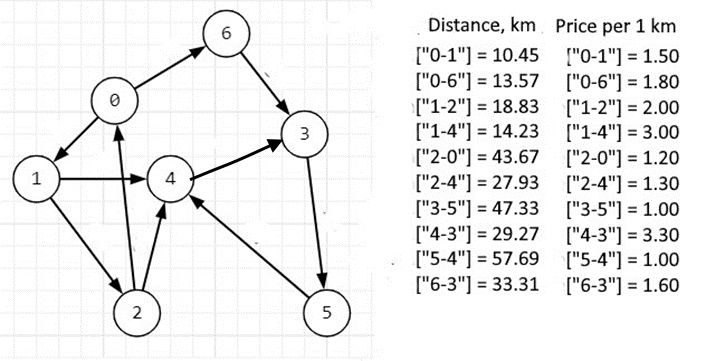 6
0
3
1
4
2
5
Distance, km Price per 1 km
["0-1"] = 10.45 ["0-1"] = 1.50
["0-6"] = 13.57 ["0-6"] = 1.80
["1-2"] = 18.83 ["1-2"] = 2.00
["1-4"] = 14.23 ["1-4"] = 3.00
["2-0"] = 43.67 ["2-0"] = 1.20
["2-4"] = 27.93 ["2-4"] = 1.30
["3-5"] = 47.33 ["3-5"] = 1.00
["4-3"] = 29.27 ["4-3"] = 3.30
["5-4"] = 57.69 ["5-4"] = 1.00
["6-3"] = 33.31 ["6-3"] = 1.60